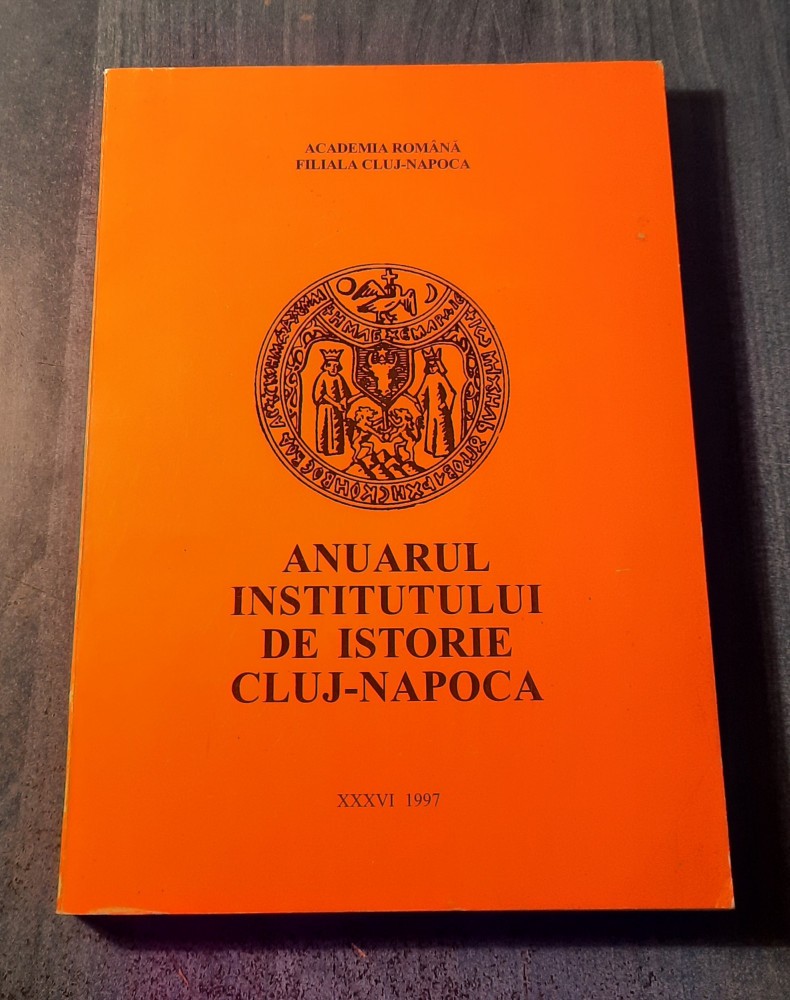 ACADEMIA ROMÂNĂ
FILIALA CLUJ-NAPOCA
ANUARUL
INSTITUTULUI
DE ISTORIE
CLUJ-NAPOCA
XXXVI 1997